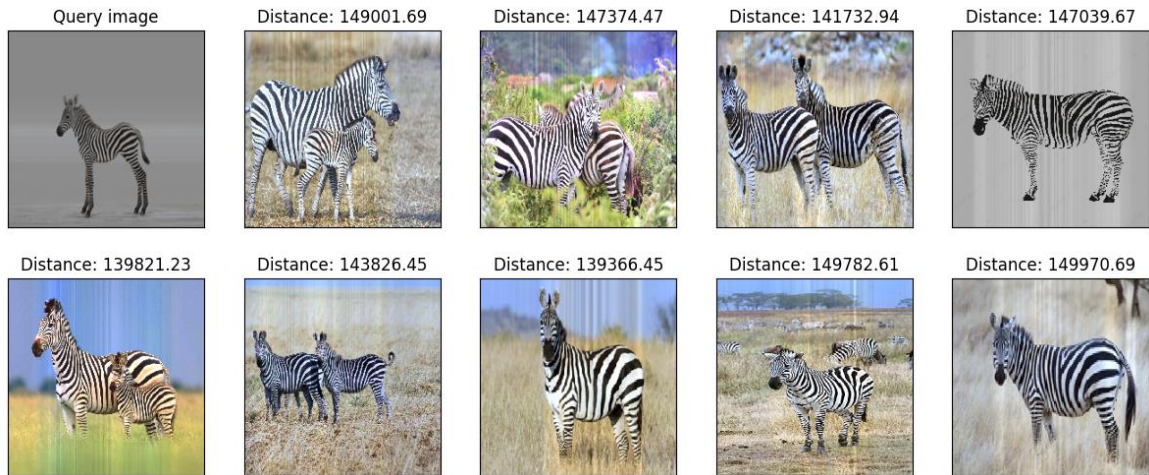 Query image
Distance: 149001.69
Distance: 147374.47
Distance: 141732.94
Distance: 147039.67
Distance: 139821.23
Distance: 143826.45
Distance: 139366.45
Distance: 149782.61
Distance: 149970.69